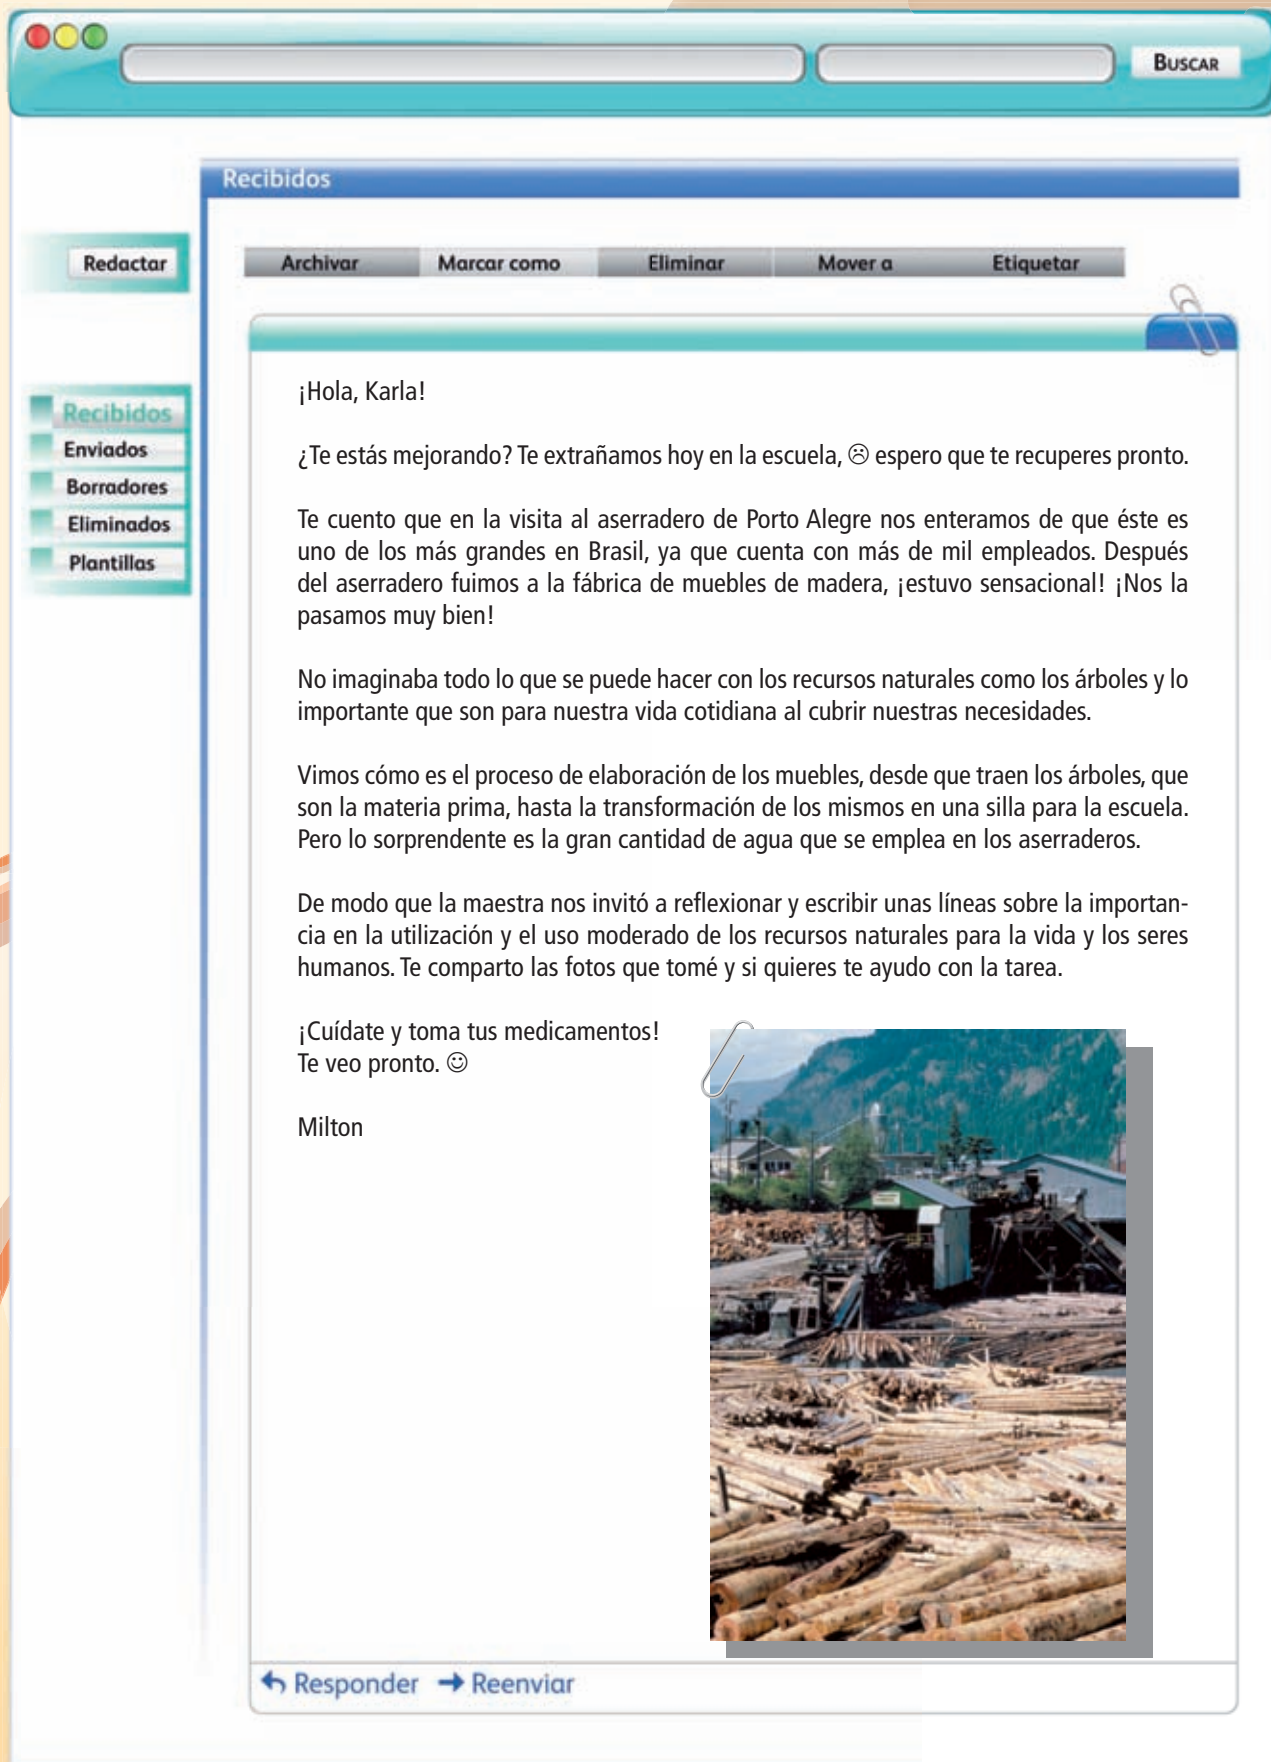 BUSCAR
Recibidos
Redactar
Archivar Marcar como Eliminar Mover a Etiquetar
Recibidos
Enviados
Borradores
Eliminados
Plantillas
¡Hola, Karla!
¿Te estás mejorando? Te extrañamos hoy en la escuela, ☹ espero que te recuperes pronto.
Te cuento que en la visita al aserradero de Porto Alegre nos enteramos de que éste es
uno de los más grandes en Brasil, ya que cuenta con más de mil empleados. Después
del aserradero fuimos a la fábrica de muebles de madera, ¡estuvo sensacional! ¡Nos la
pasamos muy bien!
No imaginaba todo lo que se puede hacer con los recursos naturales como los árboles y lo
importante que son para nuestra vida cotidiana al cubrir nuestras necesidades.
Vimos cómo es el proceso de elaboración de los muebles, desde que traen los árboles, que
son la materia prima, hasta la transformación de los mismos en una silla para la escuela.
Pero lo sorprendente es la gran cantidad de agua que se emplea en los aserraderos.
De modo que la maestra nos invitó a reflexionar y escribir unas líneas sobre la importan-
cia en la utilización y el uso moderado de los recursos naturales para la vida y los seres
humanos. Te comparto las fotos que tomé y si quieres te ayudo con la tarea.
¡Cuídate y toma tus medicamentos!
Te veo pronto. ☺
Milton
Responder Reenviar